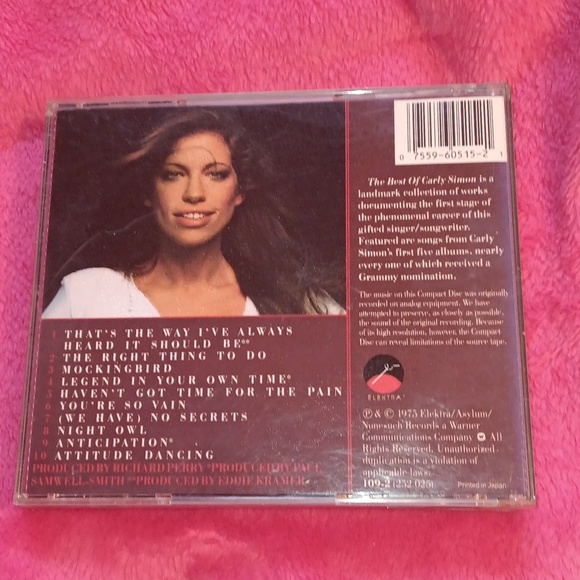 0 7559-60515-2 1
The Best Of Carly Simon is a
landmark collection of works
documenting the first stage of
the phenomenal career of this
gifted singer/songwriter.
Featured are songs from Carly
Simon's first five albums, nearly
every one of which received a
Grammy nomination.
The music on this Compact Disc was originally
recorded on analog equipment. We have
attempted to preserve, as closely as possible,
the sound of the original recording. Because
of its high resolution, however, the Compact
Disc can reveal limitations of the source tape.
ELEKTRA
℗ & © 1975 Elektra/Asylum/
Nonesuch Records a Warner
Communications Company All
Rights Reserved. Unauthorized
duplication is a violation of
applicable laws.
109-2 (252 025)
Printed in Japan
1 THAT'S THE WAY I'VE ALWAYS
HEARD IT SHOULD BE**
2 THE RIGHT THING TO DO
3 MOCKINGBIRD
4 LEGEND IN YOUR OWN TIME*
5 HAVEN'T GOT TIME FOR THE PAIN
6 YOU'RE SO VAIN
7 (WE HAVE) NO SECRETS
8 NIGHT OWL
9 ANTICIPATION*
10 ATTITUDE DANCING
PRODUCED BY RICHARD PERRY *PRODUCED BY PAUL
SAMWELL-SMITH **PRODUCED BY EDDIE KRAMER